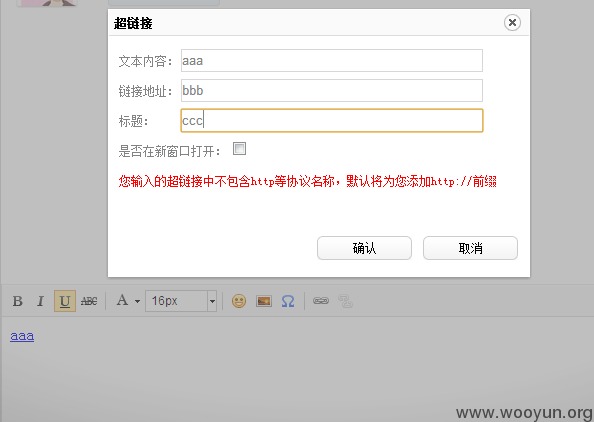 超链接
文本内容： aaa
链接地址： bbb
标题： ccc
是否在新窗口打开：
您输入的超链接中不包含http等协议名称，默认将为您添加http://前缀
确认 取消
B I U ABC A 16px Ω
aaa
www.wooyun.org